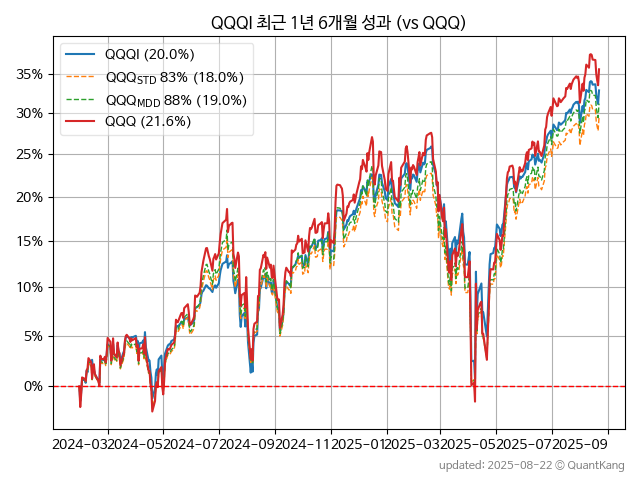 QQQI 최근 1년 6개월 성과 (vs QQQ)
QQQI (20.0%)
QQQSTD 83% (18.0%)
QQQMDD 88% (19.0%)
QQQ (21.6%)
35%
30%
25%
20%
15%
10%
5%
0%
2024-03 2024-05 2024-07 2024-09 2024-11 2025-01 2025-03 2025-05 2025-07 2025-09
updated: 2025-08-22 © QuantKang